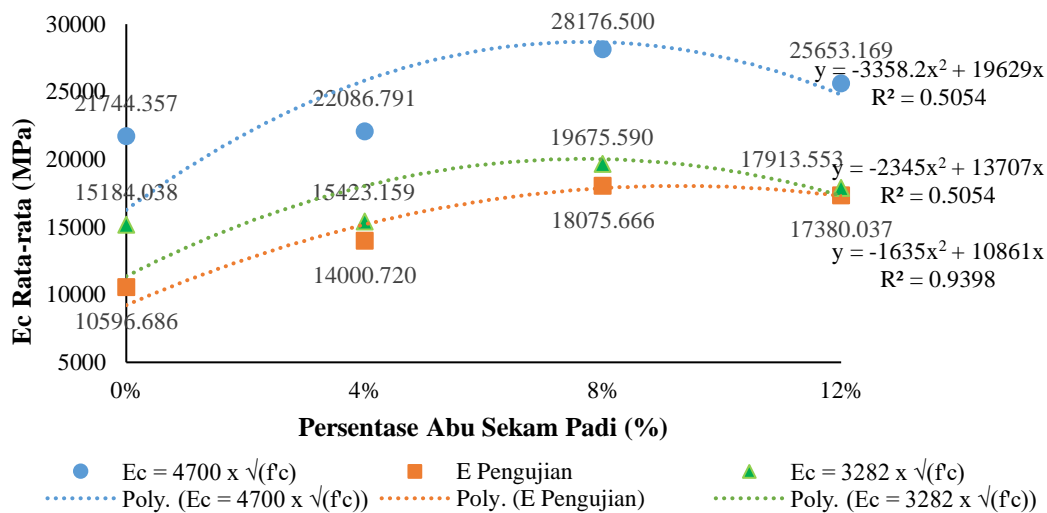 30000
25000
20000
15000
10000
5000
Ec Rata-rata (MPa)
28176.500
25653.169
21744.357
22086.791
y = -3358.2x² + 19629x
R² = 0.5054
19675.590
17913.553
15184.038
15423.159
y = -2345x² + 13707x
R² = 0.5054
18075.666
17380.037
14000.720
10596.686
y = -1635x² + 10861x
R² = 0.9398
0% 4% 8% 12%
Persentase Abu Sekam Padi (%)
Ec = 4700 x √(f'c) E Pengujian Ec = 3282 x √(f'c)
Poly. (Ec = 4700 x √(f'c)) Poly. (E Pengujian) Poly. (Ec = 3282 x √(f'c))